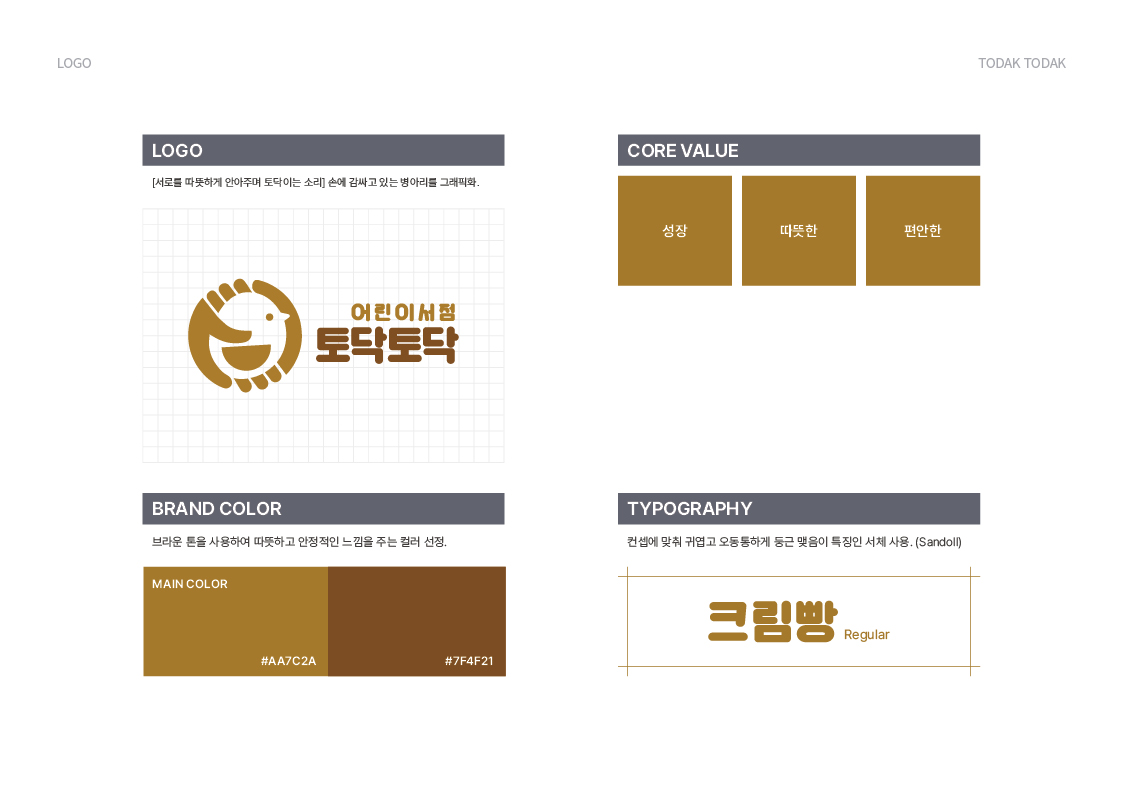 LOGO
TODAK TODAK
LOGO
[서로를 따뜻하게 안아주며 토닥이는 소리] 손에 감싸고 있는 병아리를 그래픽화.
어린이서점
토닥토닥
CORE VALUE
성장
따뜻한
편안한
BRAND COLOR
브라운 톤을 사용하여 따뜻하고 안정적인 느낌을 주는 컬러 선정.
MAIN COLOR
#AA7C2A
#7F4F21
TYPOGRAPHY
컨셉에 맞춰 귀엽고 오동통하게 둥근 맺음이 특징인 서체 사용. (Sandoll)
크림빵 Regular